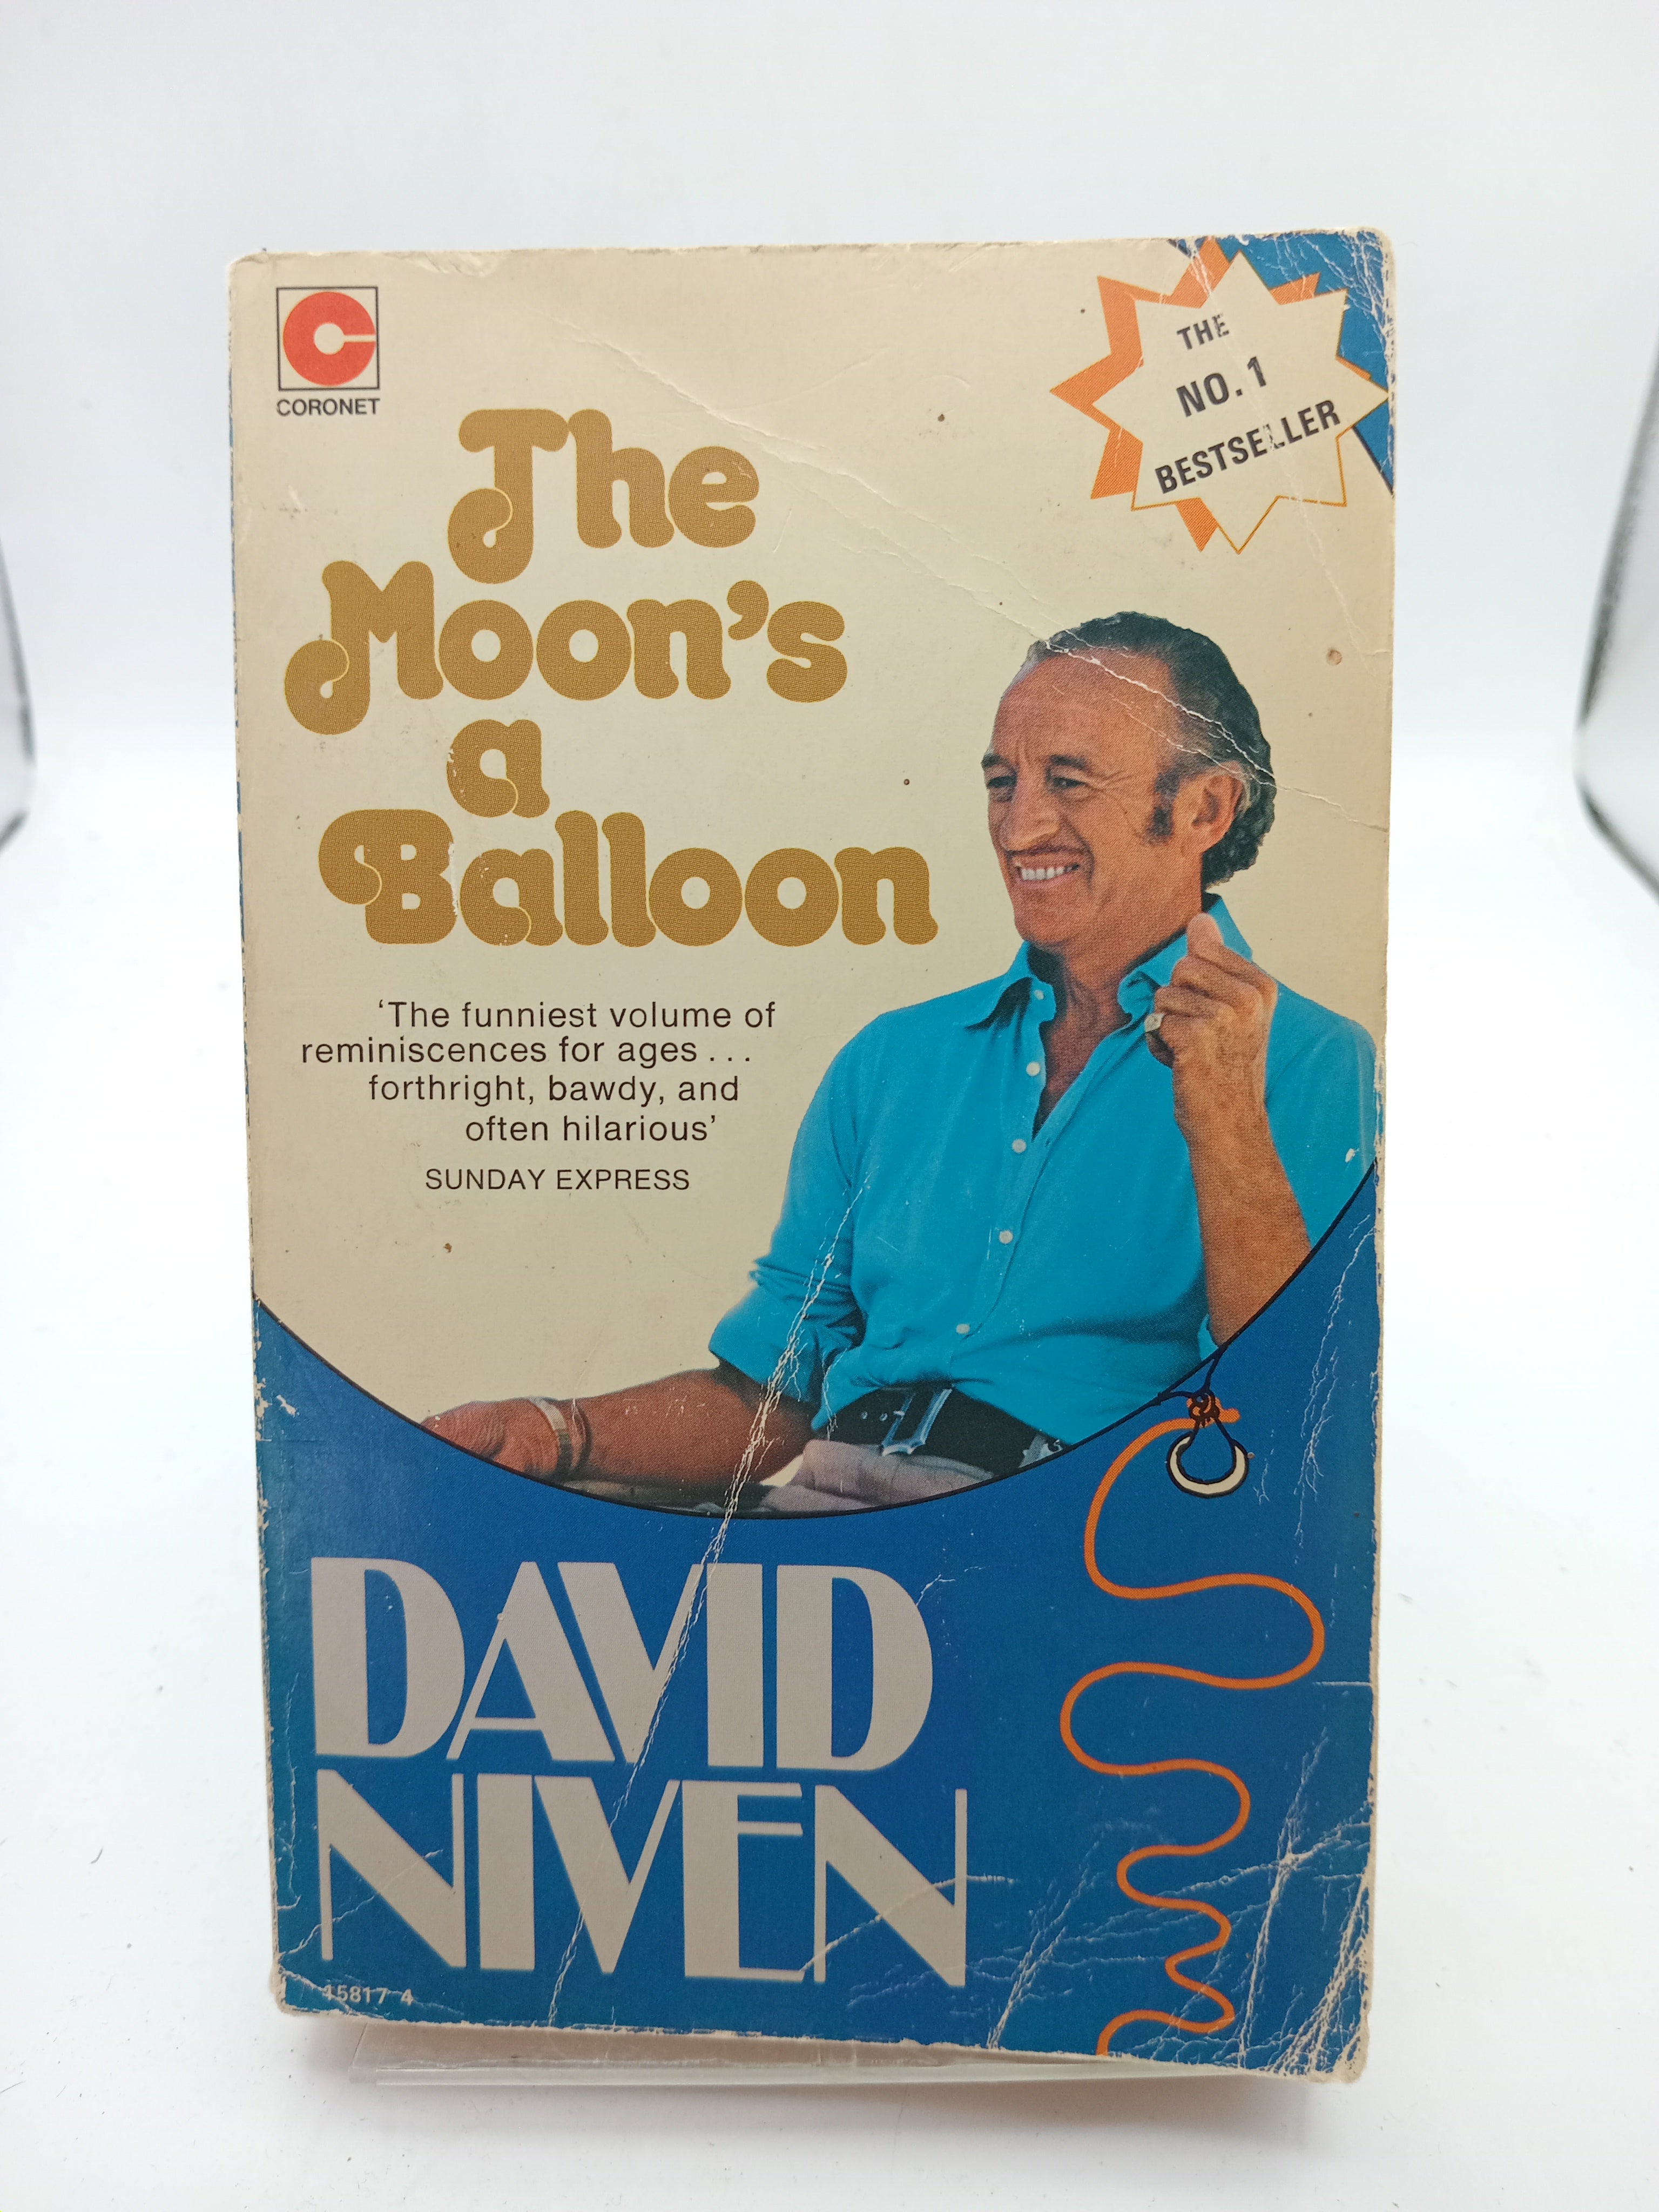 CORONET
THE
NO. 1
BESTSELLER
The
Moon's
a
Balloon
'The funniest volume of
reminiscences for ages . . .
forthright, bawdy, and
often hilarious'
SUNDAY EXPRESS
DAVID
NIVEN
15817 4